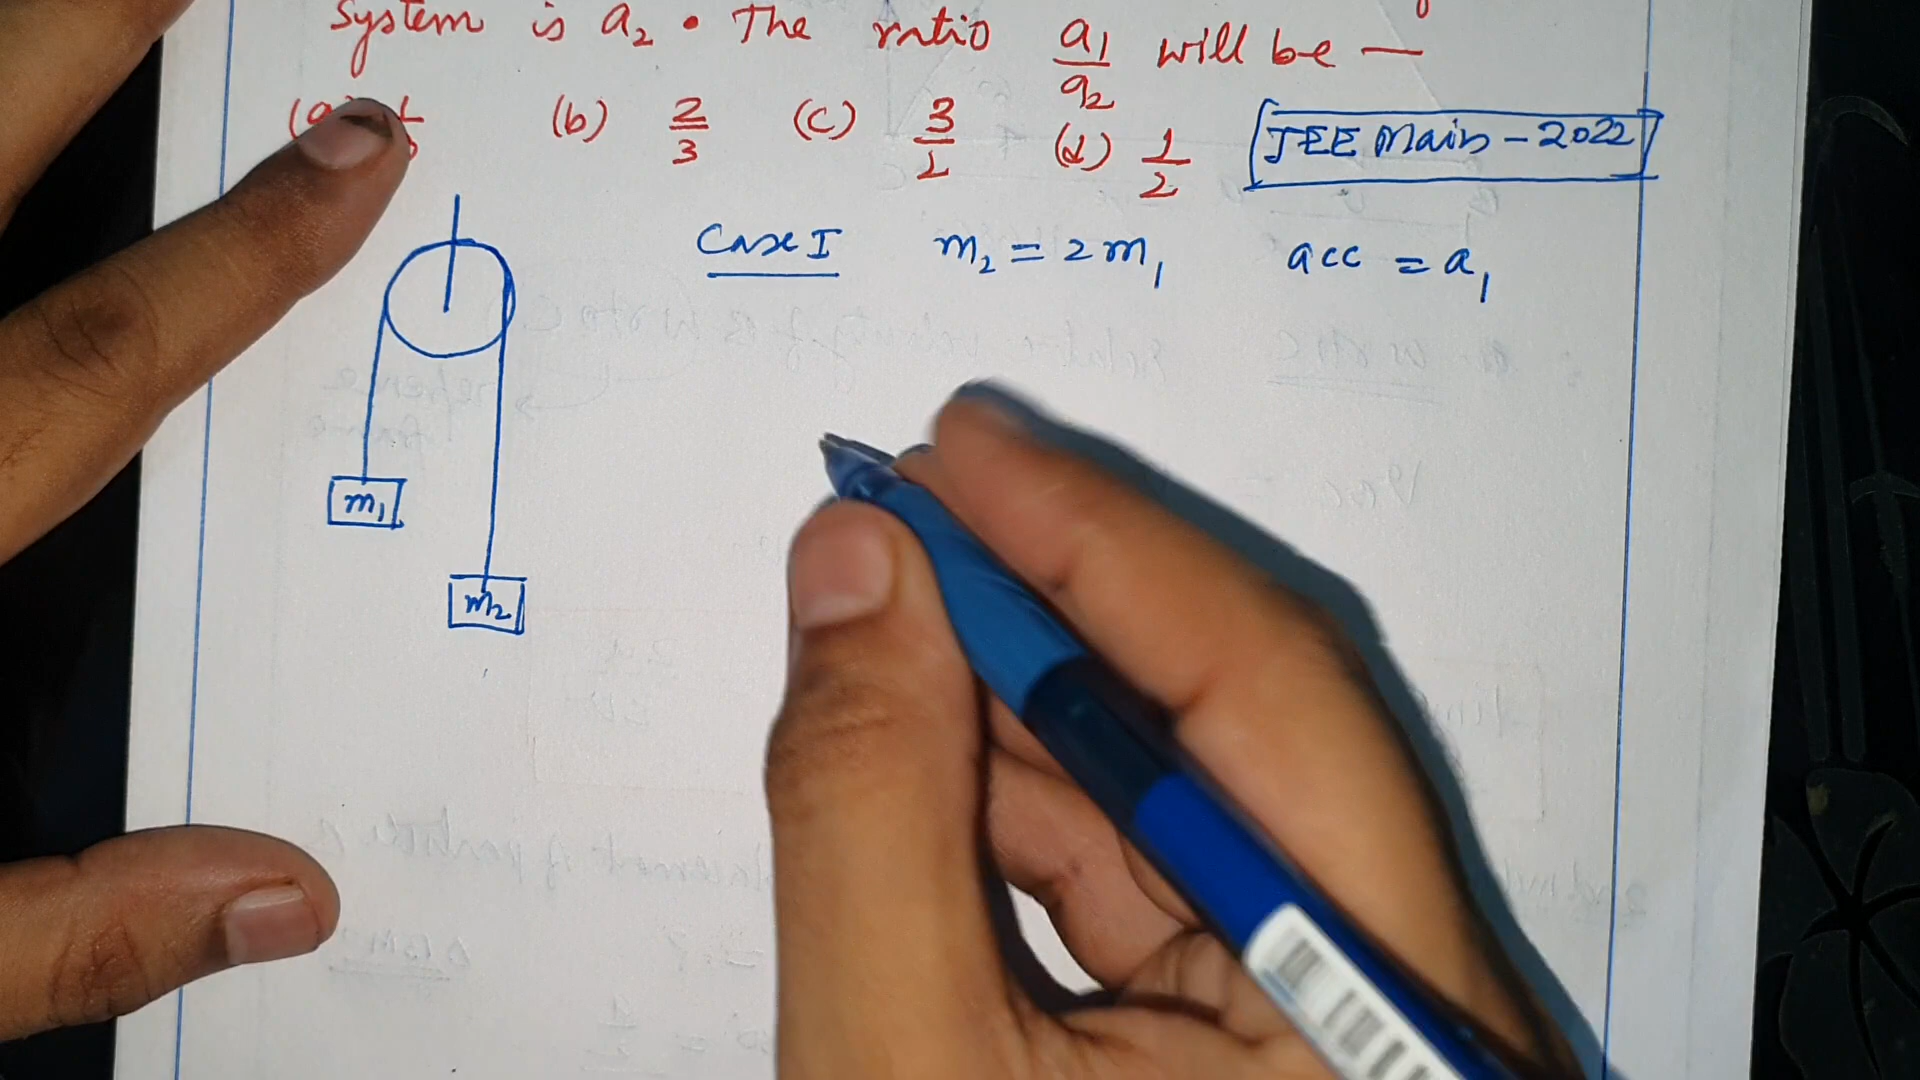 system is a₂ . The ratio a₁/a₂ will be —
(b) 2/3 (c) 3/2 (d) 1/2 JEE Main - 2022
Case I m₂ = 2m₁ acc = a₁
m₁
m₂